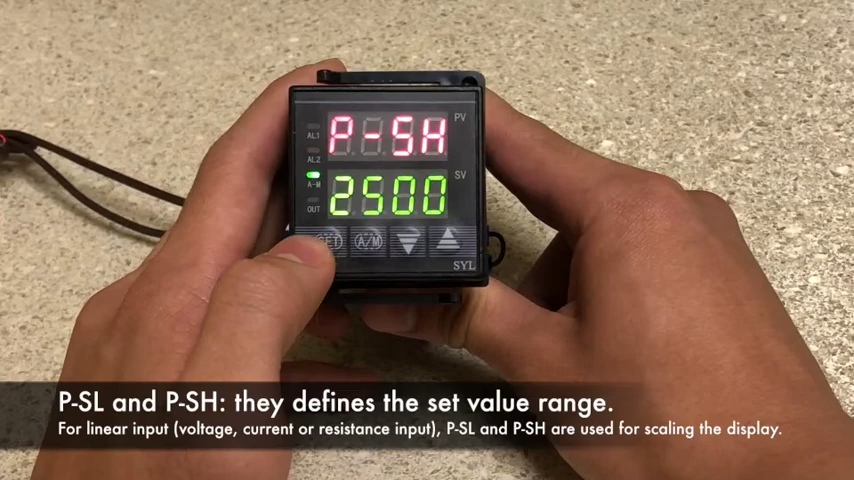 P-SH
PV
AL1
AL2
2500
SV
A-M
OUT
SET
A/M
SYL
P-SL and P-SH: they defines the set value range.
For linear input (voltage, current or resistance input), P-SL and P-SH are used for scaling the display.